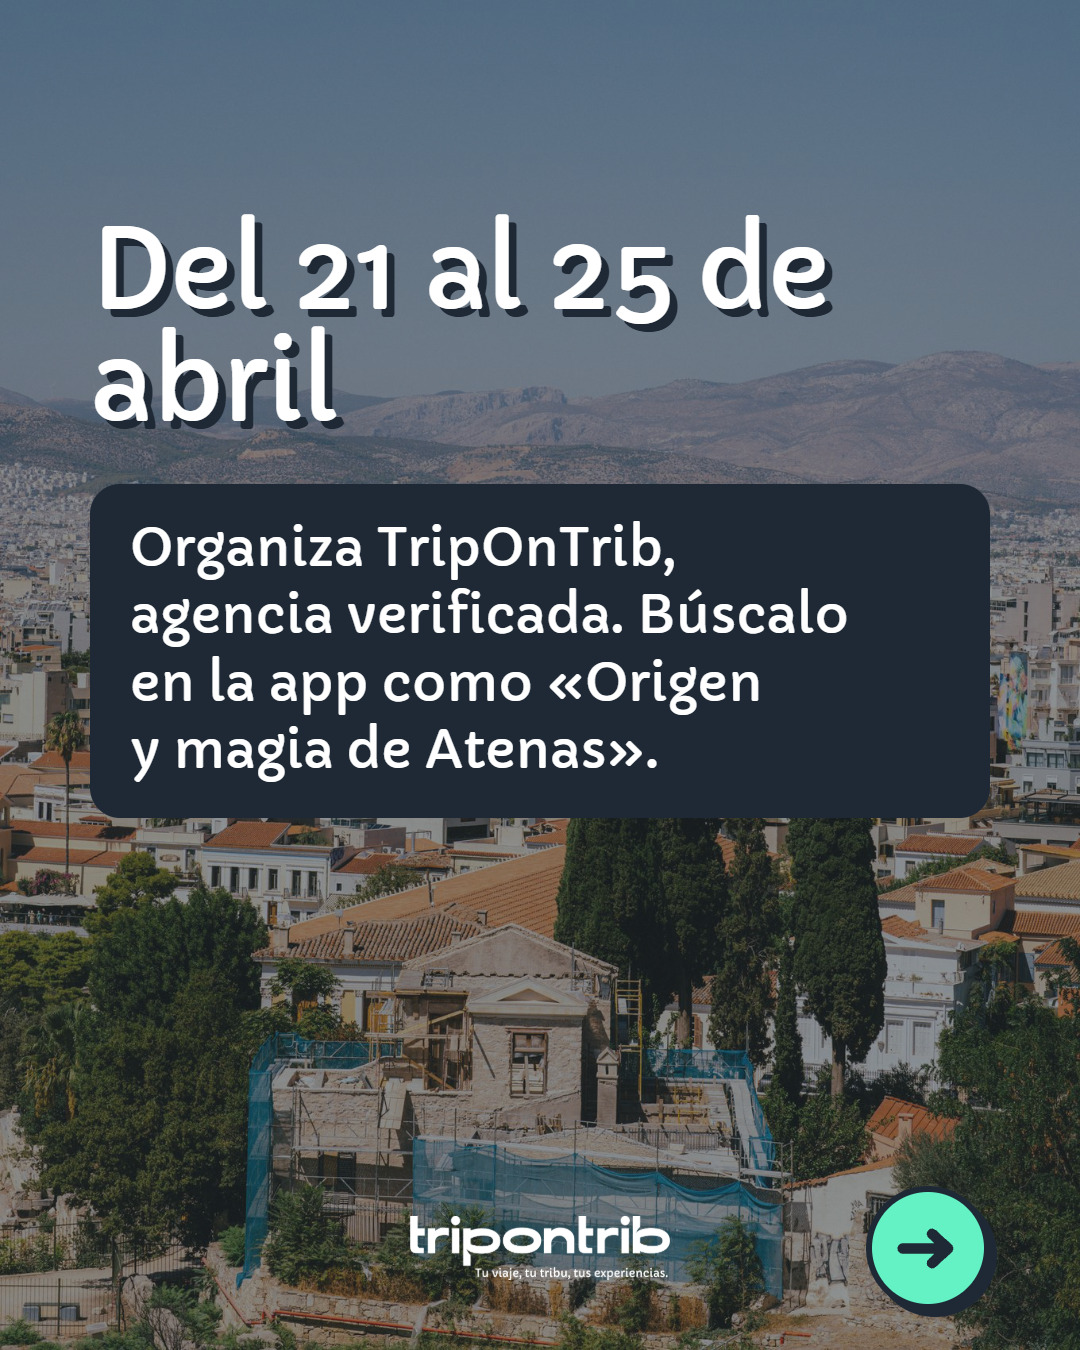 Del 21 al 25 de
abril
Organiza TripOnTrib,
agencia verificada. Búscalo
en la app como «Origen
y magia de Atenas».
tripontrib
Tu viaje, tu tribu, tus experiencias.